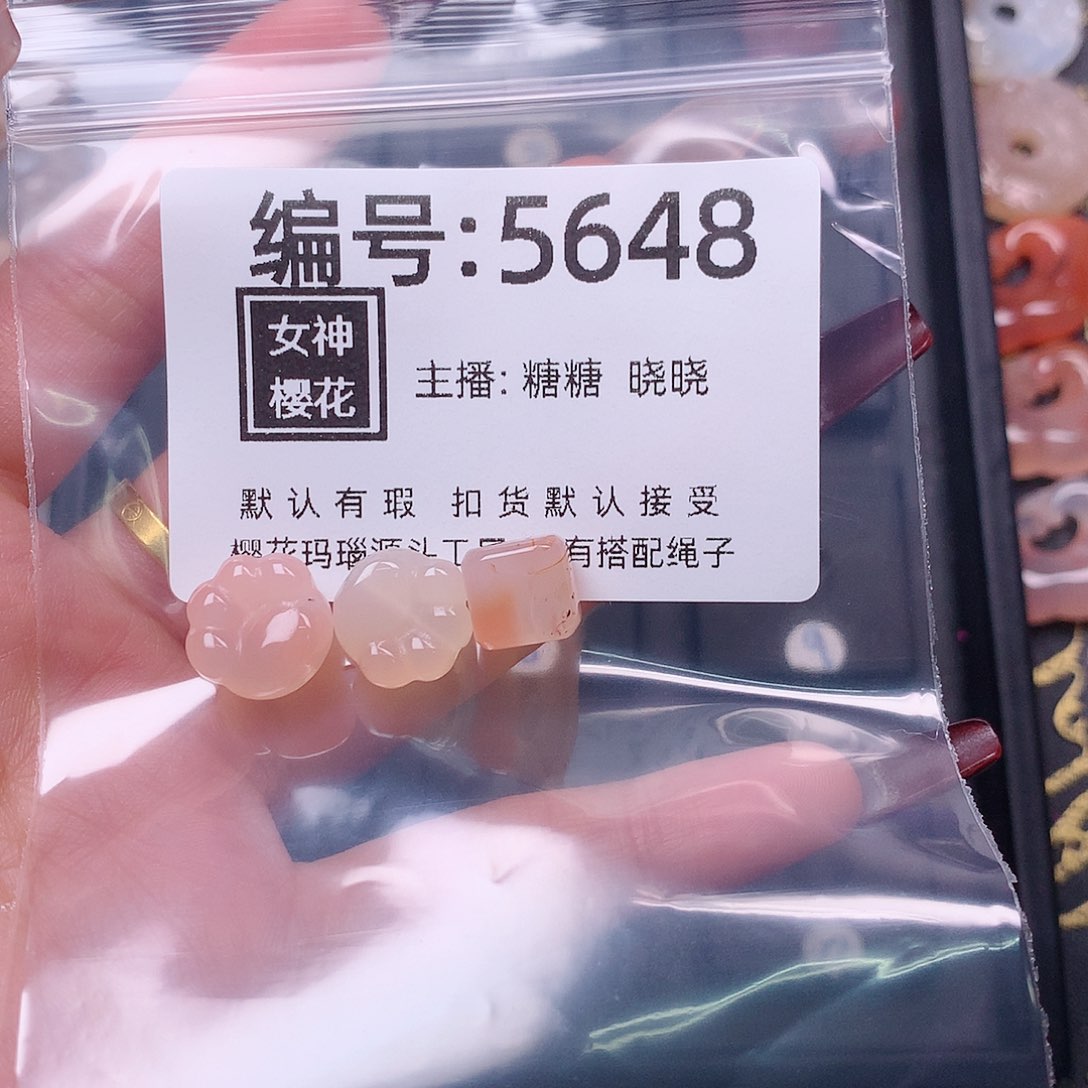 编号:5648
女神
樱花
主播: 糖糖 晓晓
默认有瑕 扣货默认接受
樱花玛瑙源头工 有搭配绳子